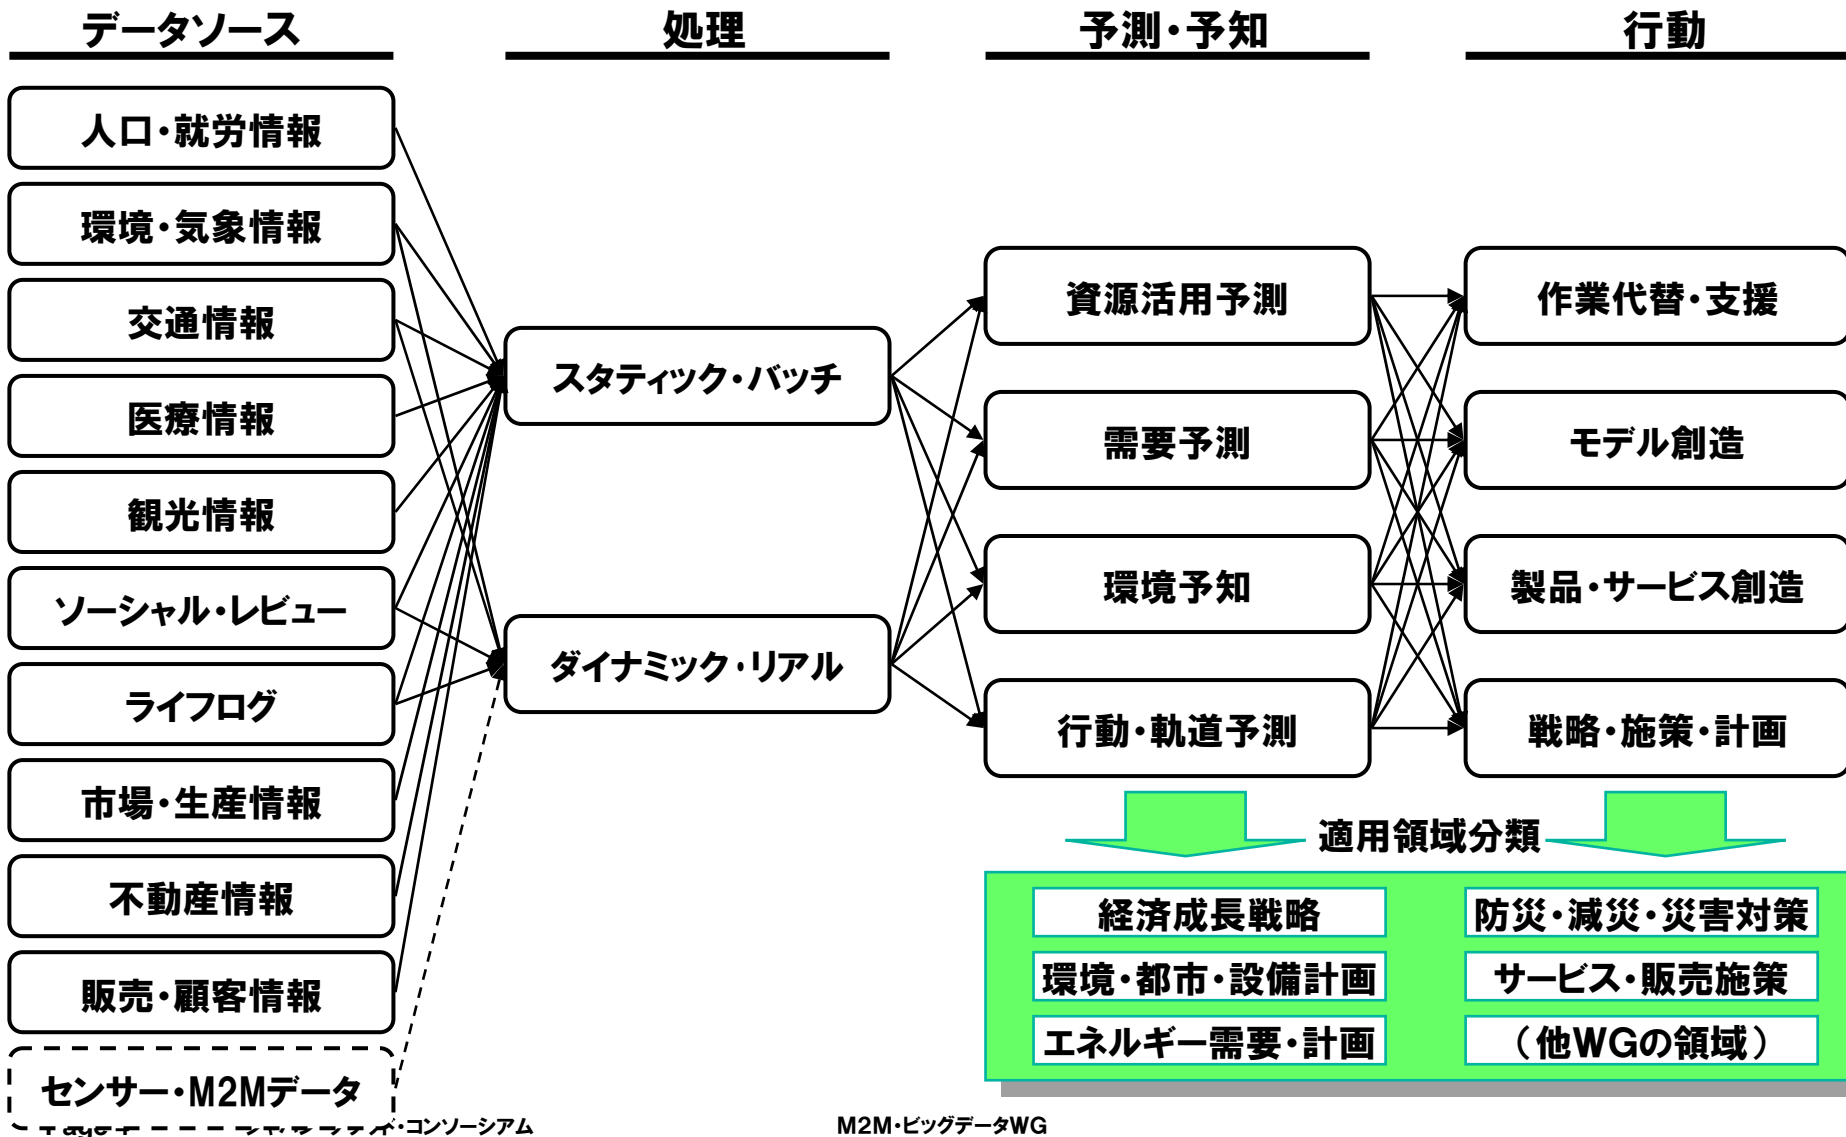 データソース
処理
予測・予知
行動
人口・就労情報
環境・気象情報
交通情報
医療情報
観光情報
ソーシャル・レビュー
ライフログ
市場・生産情報
不動産情報
販売・顧客情報
センサー・M2Mデータ
スタティック・バッチ
ダイナミック・リアル
資源活用予測
需要予測
環境予知
行動・軌道予測
作業代替・支援
モデル創造
製品・サービス創造
戦略・施策・計画
適用領域分類
経済成長戦略
防災・減災・災害対策
環境・都市・設備計画
サービス・販売施策
エネルギー需要・計画
（他WGの領域）
・コンソーシアム
M2M・ビッグデータWG